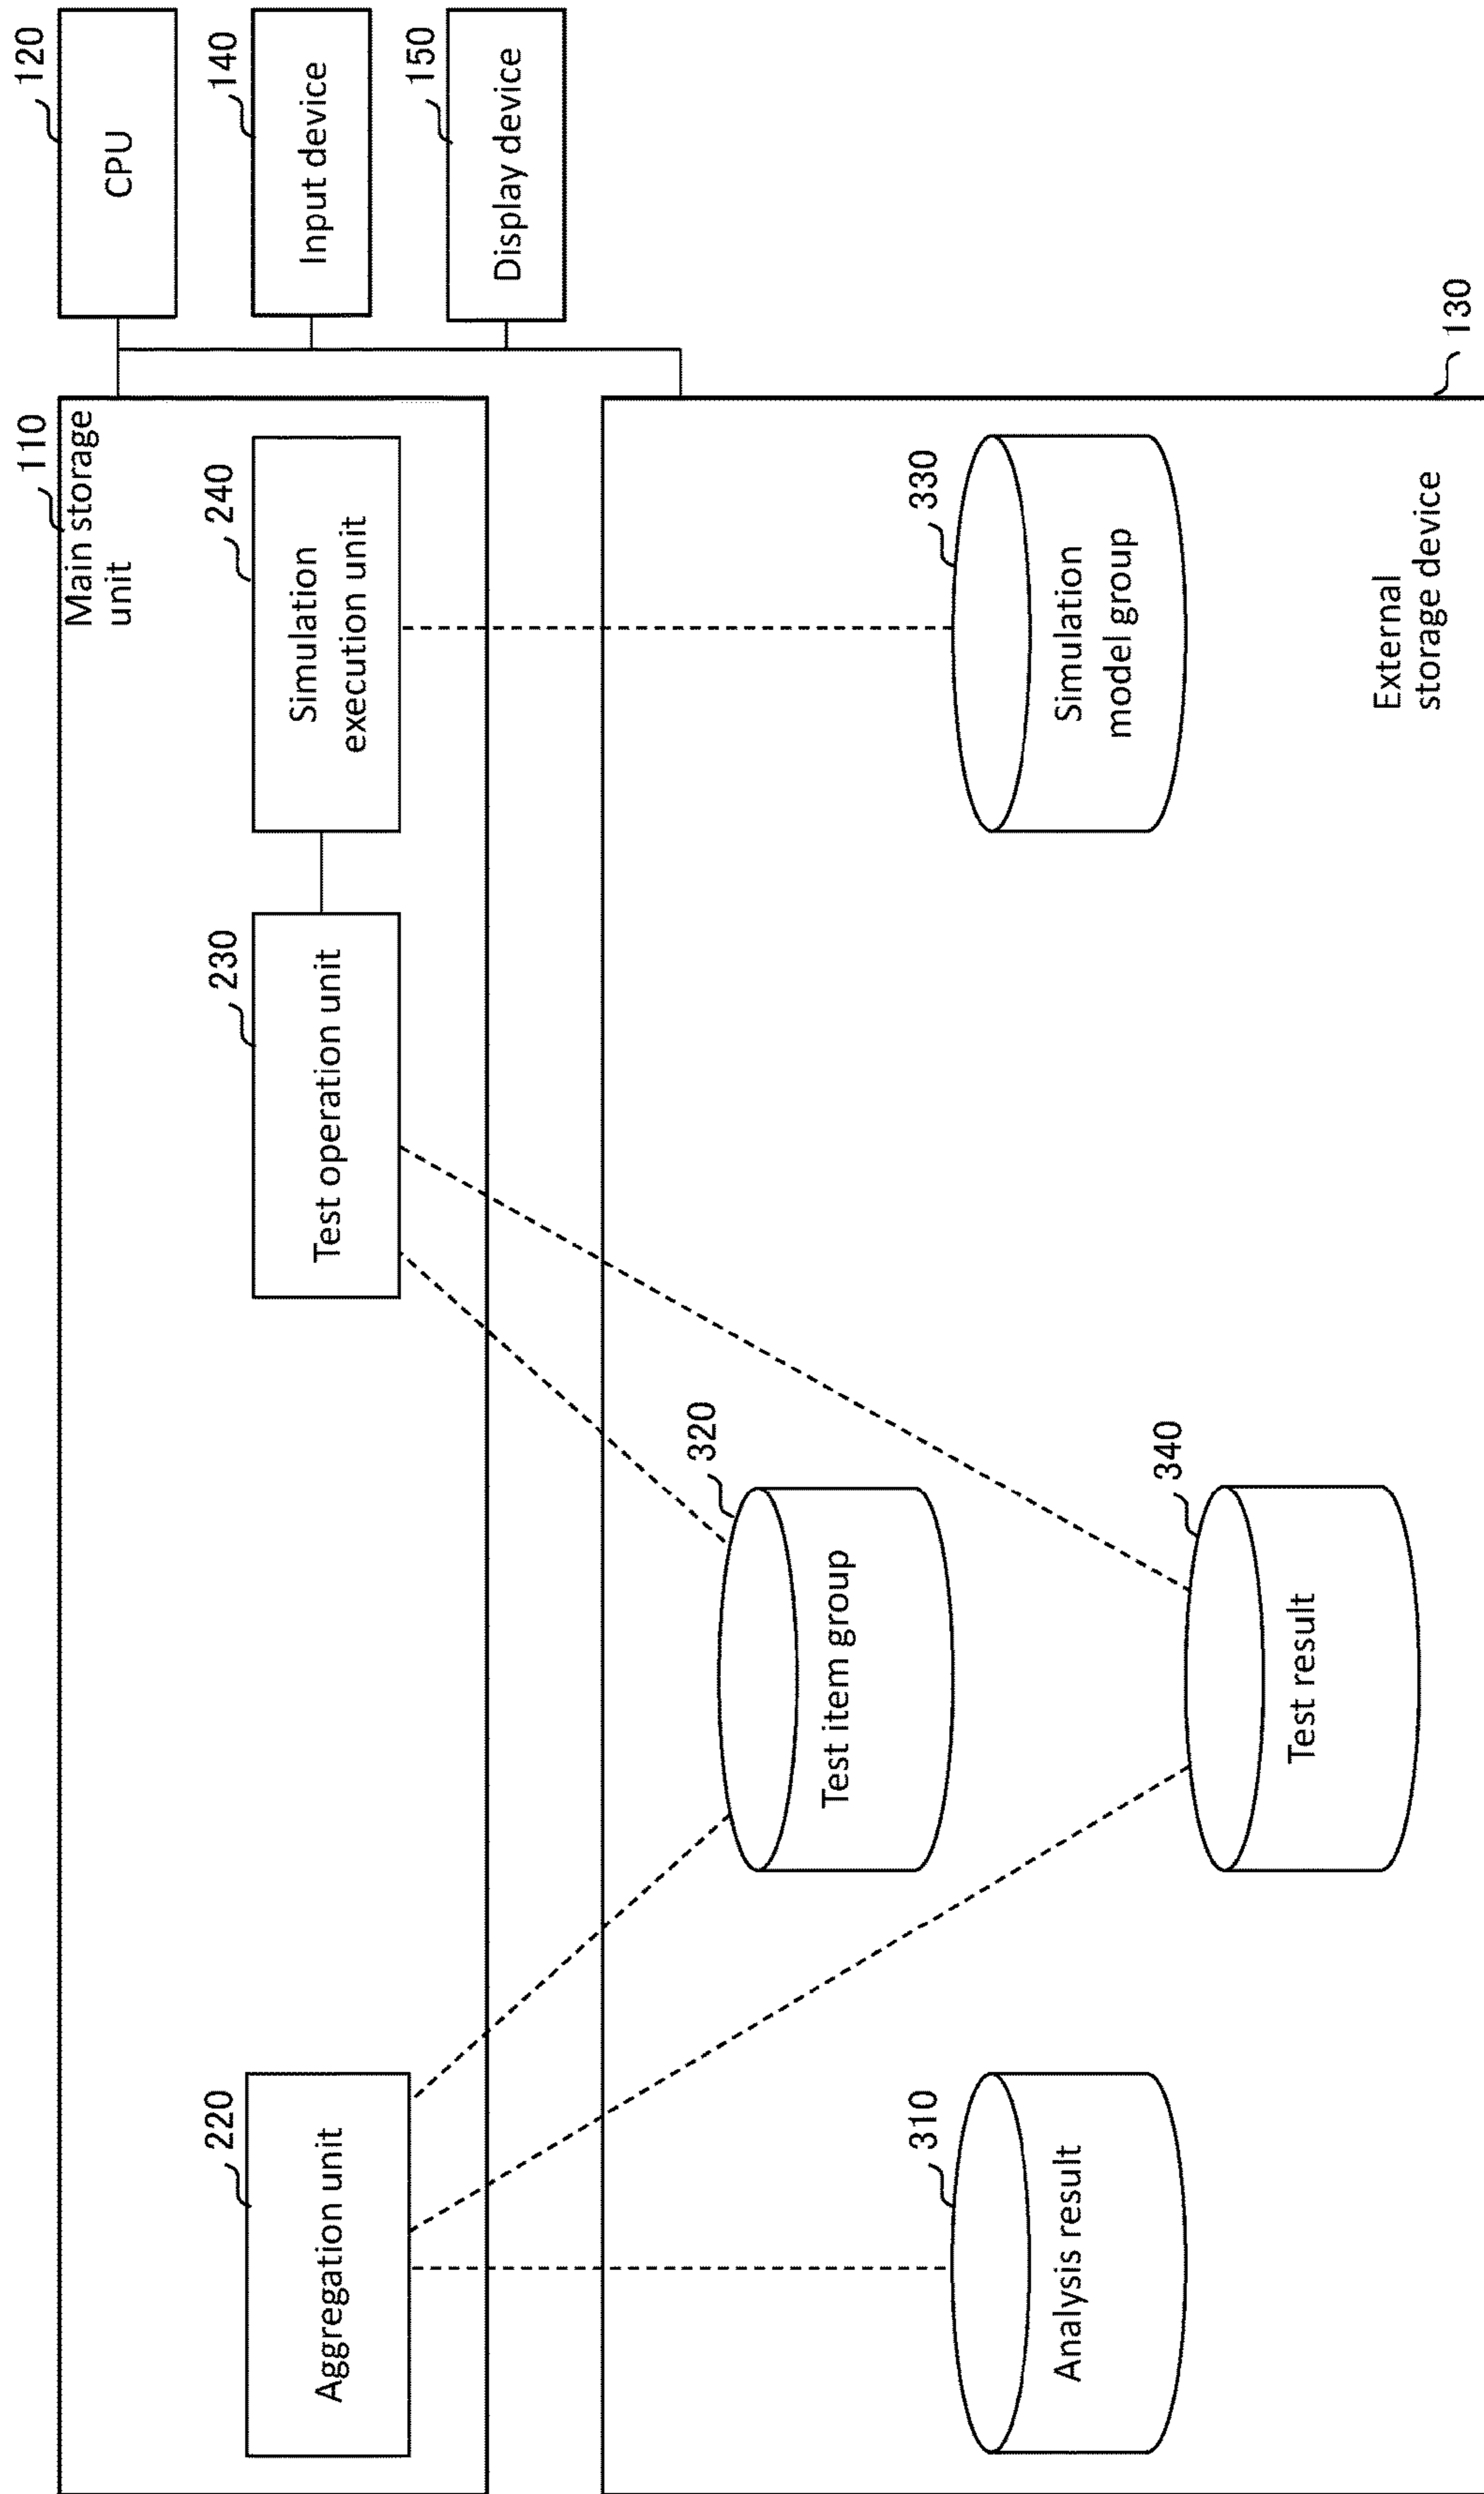 110
Main storage
unit
220
Aggregation unit
230
Test operation unit
240
Simulation
execution unit
120
CPU
140
Input device
150
Display device
130
310
Analysis result
320
Test item group
340
Test result
330
Simulation
model group
External
storage device